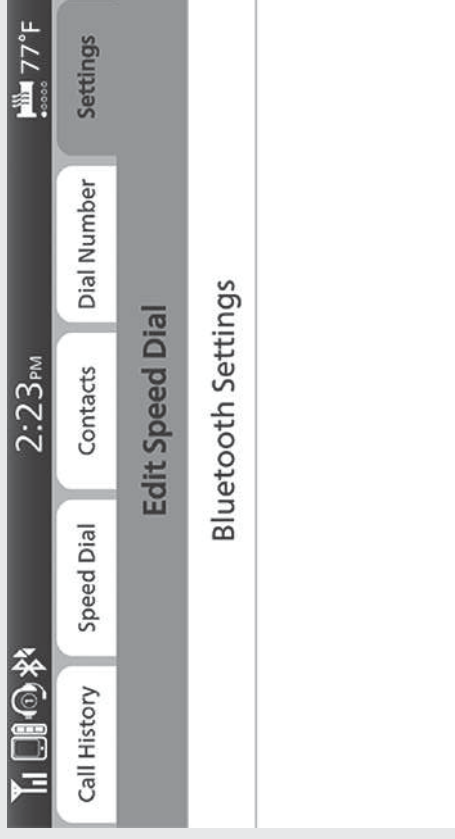 2:23PM 77°F
Call History Speed Dial Contacts Dial Number Settings
Edit Speed Dial
Bluetooth Settings